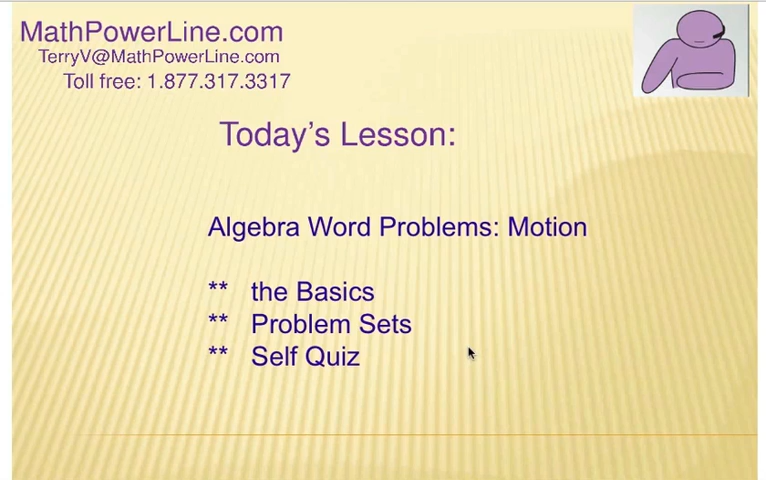 MathPowerLine.com
TerryV@MathPowerLine.com
Toll free: 1.877.317.3317
Today's Lesson:
Algebra Word Problems: Motion
** the Basics
** Problem Sets
** Self Quiz